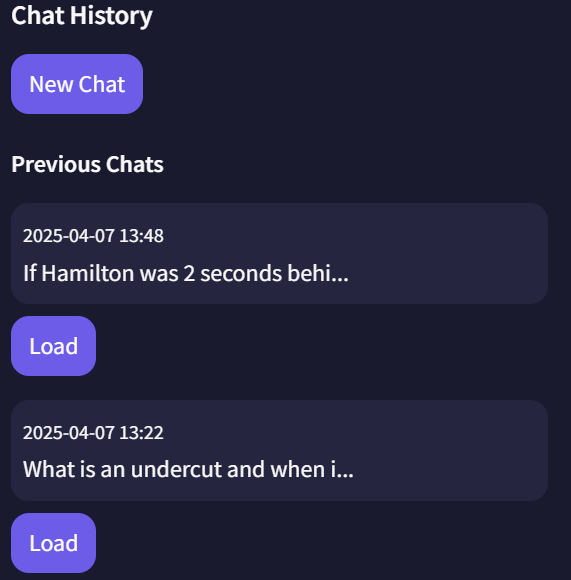 Chat History
New Chat
Previous Chats
2025-04-07 13:48
If Hamilton was 2 seconds behi...
Load
2025-04-07 13:22
What is an undercut and when i...
Load